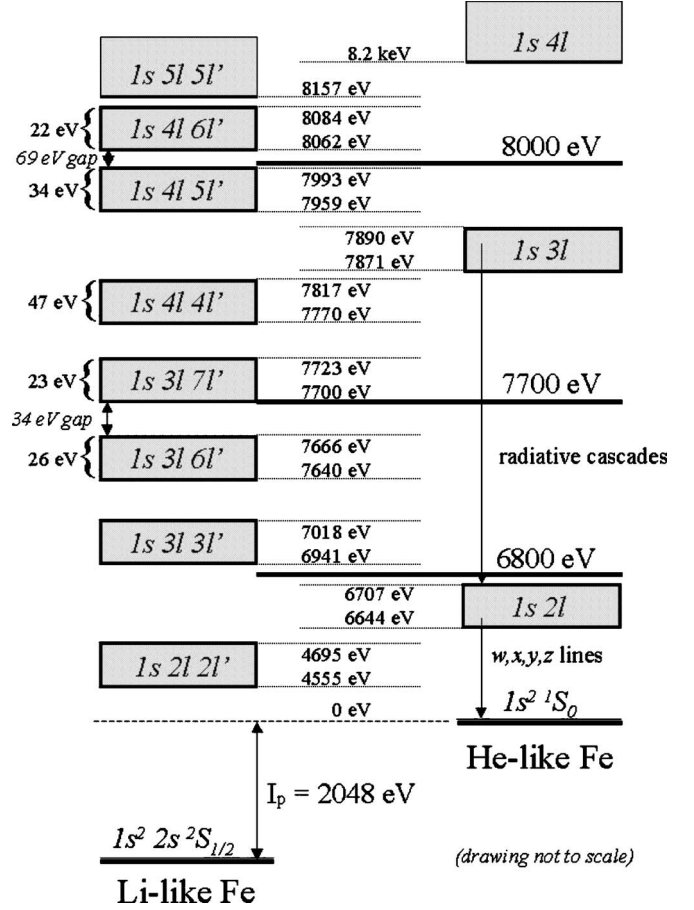 1s 4l
8.2 keV
1s 5l 5l’
8157 eV
22 eV {
1s 4l 6l’
8084 eV
8062 eV
69 eV gap
8000 eV
34 eV {
1s 4l 5l’
7993 eV
7959 eV
7890 eV
7871 eV
1s 3l
47 eV {
1s 4l 4l’
7817 eV
7770 eV
23 eV {
1s 3l 7l’
7723 eV
7700 eV
7700 eV
34 eV gap
26 eV {
1s 3l 6l’
7666 eV
7640 eV
radiative cascades
1s 3l 3l’
7018 eV
6941 eV
6800 eV
6707 eV
6644 eV
1s 2l
1s 2l 2l’
4695 eV
4555 eV
w,x,y,z lines
0 eV
1s² ¹S₀
He-like Fe
Iₚ = 2048 eV
1s² 2s ²S₁/₂
(drawing not to scale)
Li-like Fe